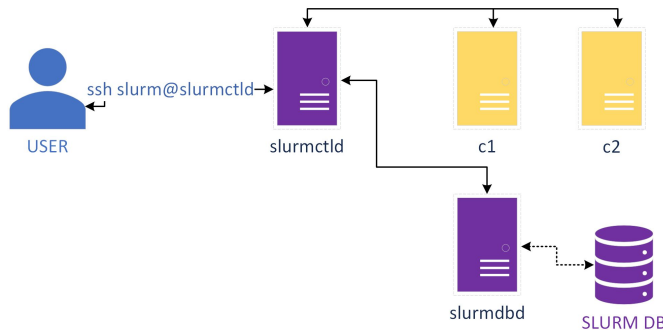 ssh slurm@slurmctld
USER
slurmctld
c1
c2
slurmdbd
SLURM DB